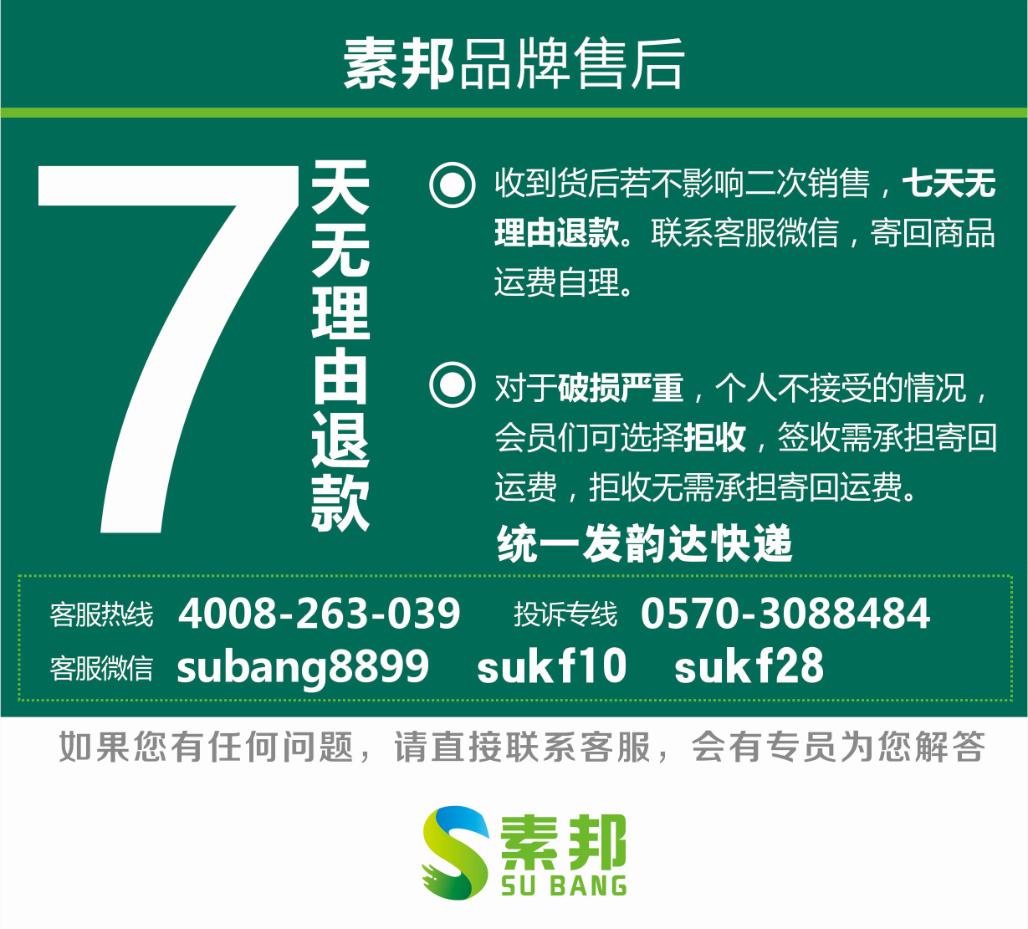 素邦品牌售后
7
天无理由退款
收到货后若不影响二次销售，七天无
理由退款。联系客服微信，寄回商品
运费自理。
对于破损严重，个人不接受的情况，
会员们可选择拒收，签收需承担寄回
运费，拒收无需承担寄回运费。
统一发韵达快递
客服热线 4008-263-039 投诉专线 0570-3088484
客服微信 subang8899 sukf10 sukf28
如果您有任何问题，请直接联系客服，会有专员为您解答
素邦
SU BANG